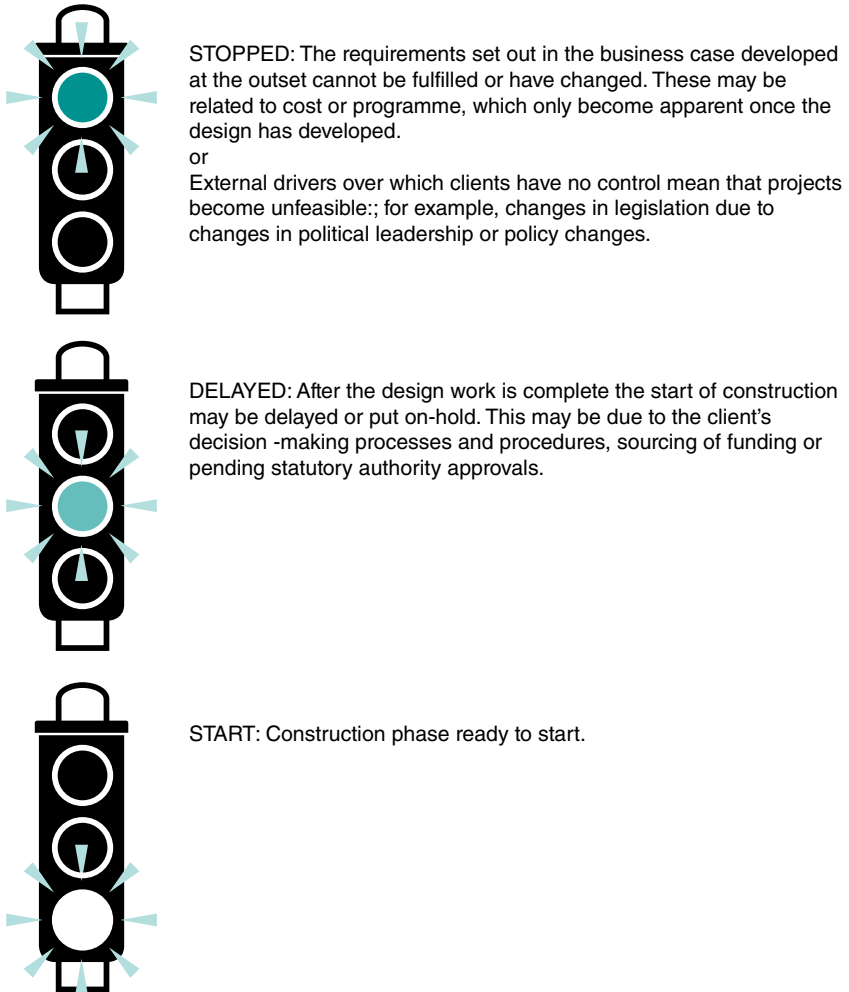 STOPPED: The requirements set out in the business case developed
at the outset cannot be fulfilled or have changed. These may be
related to cost or programme, which only become apparent once the
design has developed.
or
External drivers over which clients have no control mean that projects
become unfeasible:; for example, changes in legislation due to
changes in political leadership or policy changes.
DELAYED: After the design work is complete the start of construction
may be delayed or put on-hold. This may be due to the client’s
decision -making processes and procedures, sourcing of funding or
pending statutory authority approvals.
START: Construction phase ready to start.